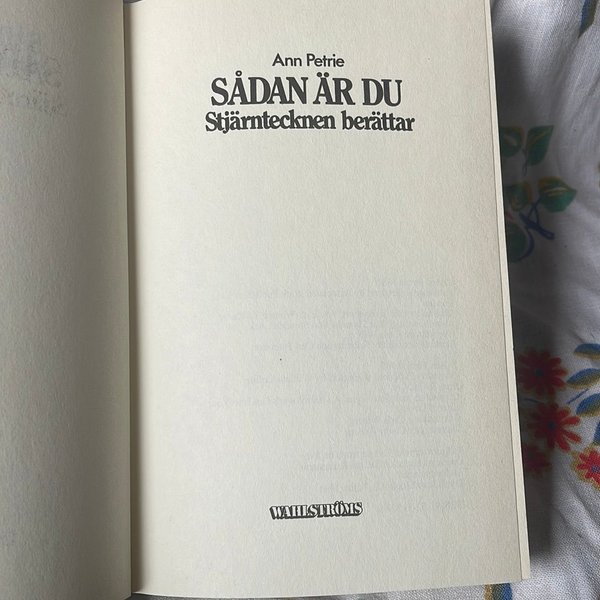 Ann Petrie
SÅDAN ÄR DU
Stjärntecknen berättar
WAHLSTRÖMS